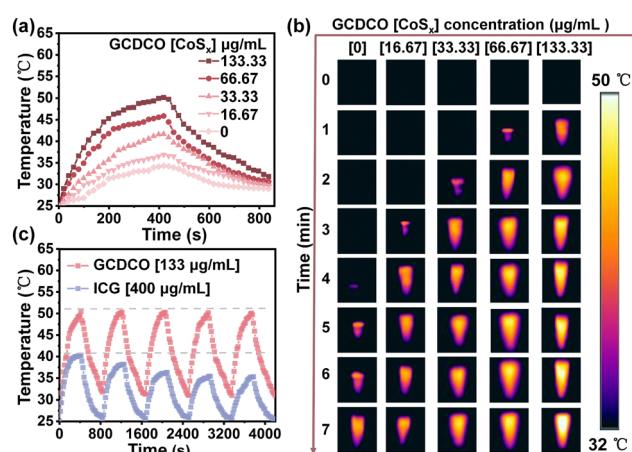 (a)
GCDCO [CoSx] μg/mL
133.33
66.67
33.33
16.67
0
Temperature (℃)
65
60
55
50
45
40
35
30
25
0 200 400 600 800
Time (s)
(b)
GCDCO [CoSx] concentration (μg/mL )
[0] [16.67] [33.33] [66.67] [133.33]
Time (min)
0
1
2
3
4
5
6
7
50 ℃
32 ℃
(c)
GCDCO [133 μg/mL]
ICG [400 μg/mL]
Temperature (℃)
65
60
55
50
45
40
35
30
25
0 800 1600 2400 3200 4000
Time (s)